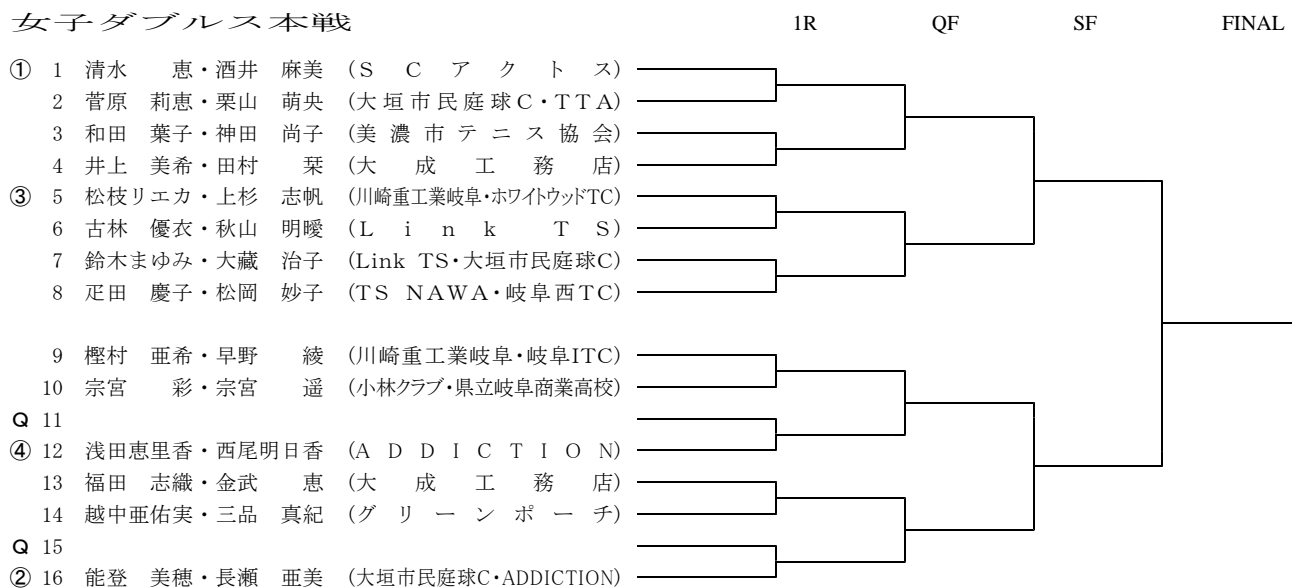 女子ダブルス本戦 1R QF SF FINAL
① 1 清水 恵・酒井 麻美 (SCアクトス)
2 菅原 莉恵・栗山 萌央 (大垣市民庭球C・TTA)
3 和田 葉子・神田 尚子 (美濃市テニス協会)
4 井上 美希・田村 栞 (大成工務店)
③ 5 松枝リエカ・上杉 志帆 (川崎重工業岐阜・ホワイトウッドTC)
6 古林 優衣・秋山 明曖 (Link TS)
7 鈴木まゆみ・大蔵 治子 (Link TS・大垣市民庭球C)
8 疋田 慶子・松岡 妙子 (TS NAWA・岐阜西TC)
9 樫村 亜希・早野 綾 (川崎重工業岐阜・岐阜ITC)
10 宗宮 彩・宗宮 遥 (小林クラブ・県立岐阜商業高校)
Q 11
④ 12 浅田恵里香・西尾明日香 (ADDICTION)
13 福田 志織・金武 恵 (大成工務店)
14 越中亜佑実・三品 真紀 (グリーンポーチ)
Q 15
② 16 能登 美穂・長瀬 亜美 (大垣市民庭球C・ADDICTION)